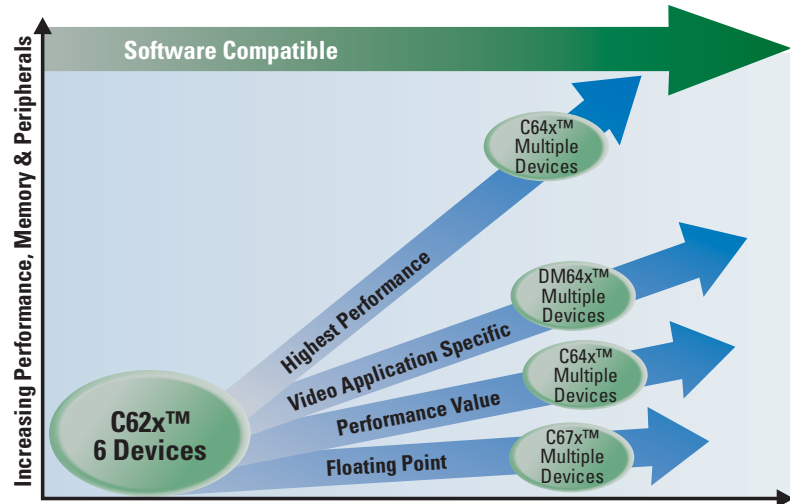 Software Compatible
Increasing Performance, Memory & Peripherals
C64x™
Multiple
Devices
Highest Performance
DM64x™
Multiple
Devices
Video Application Specific
C64x™
Multiple
Devices
Performance Value
C62x™
6 Devices
C67x™
Multiple
Devices
Floating Point